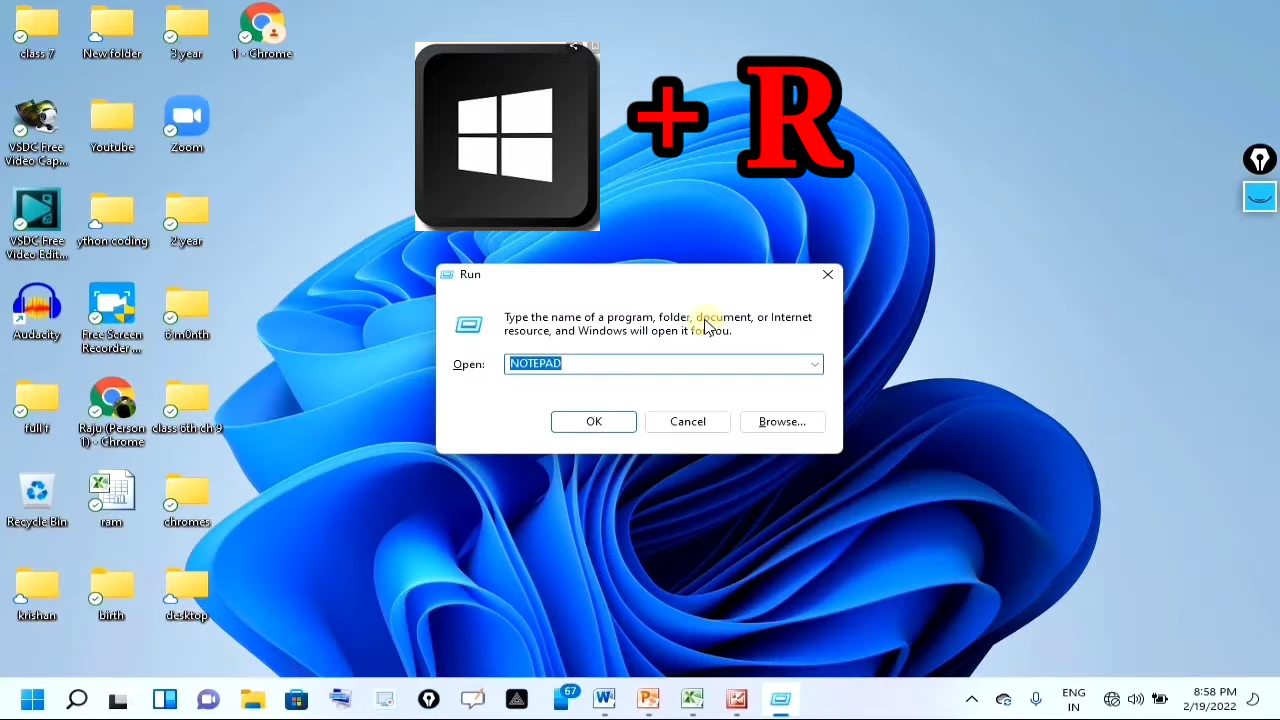 class 7
New folder
3 year
1 - Chrome
+ R
VSDC Free
Video Cap...
Youtube
Zoom
VSDC Free
Video Edit...
ython coding
2 year
Audacity
Free Screen
Recorder ...
6 m0nth
full f
Raju (Person
1) - Chrome
class 6th ch 9
Recycle Bin
ram
chromes
krishan
birth
desktop
Run
Type the name of a program, folder, document, or Internet
resource, and Windows will open it for you.
Open:
NOTEPAD
OK
Cancel
Browse...
67
ENG
IN
8:58
2/19/2022